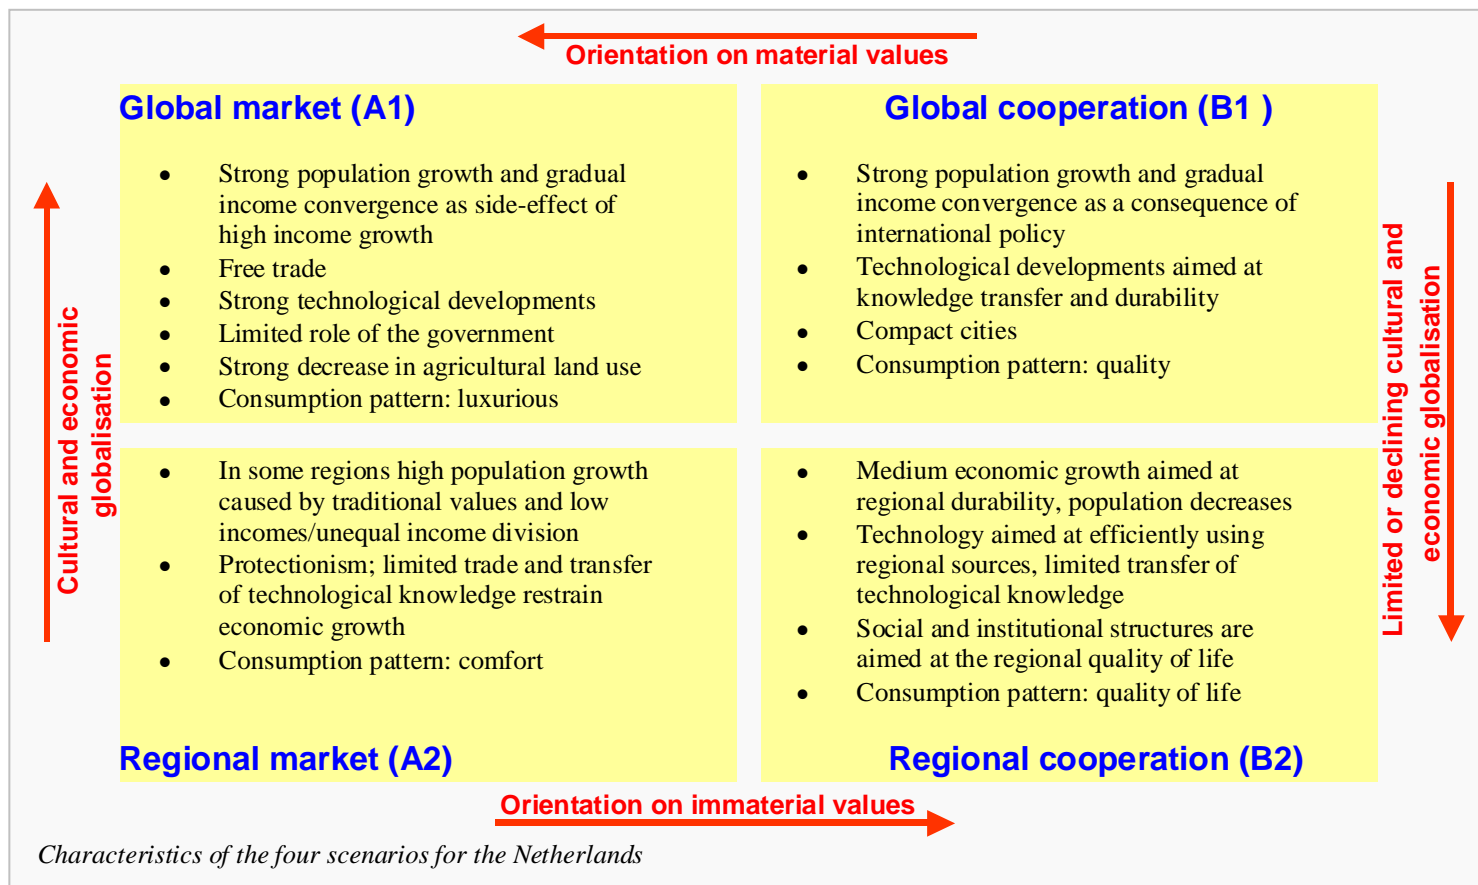 Orientation on material values
Global market (A1)
• Strong population growth and gradual
income convergence as side-effect of
high income growth
• Free trade
• Strong technological developments
• Limited role of the government
• Strong decrease in agricultural land use
• Consumption pattern: luxurious
Global cooperation (B1 )
• Strong population growth and gradual
income convergence as a consequence of
international policy
• Technological developments aimed at
knowledge transfer and durability
• Compact cities
• Consumption pattern: quality
Cultural and economic
globalisation
Limited or declining cultural and
economic globalisation
• In some regions high population growth
caused by traditional values and low
incomes/unequal income division
• Protectionism; limited trade and transfer
of technological knowledge restrain
economic growth
• Consumption pattern: comfort
Regional market (A2)
• Medium economic growth aimed at
regional durability, population decreases
• Technology aimed at efficiently using
regional sources, limited transfer of
technological knowledge
• Social and institutional structures are
aimed at the regional quality of life
• Consumption pattern: quality of life
Regional cooperation (B2)
Orientation on immaterial values
Characteristics of the four scenarios for the Netherlands